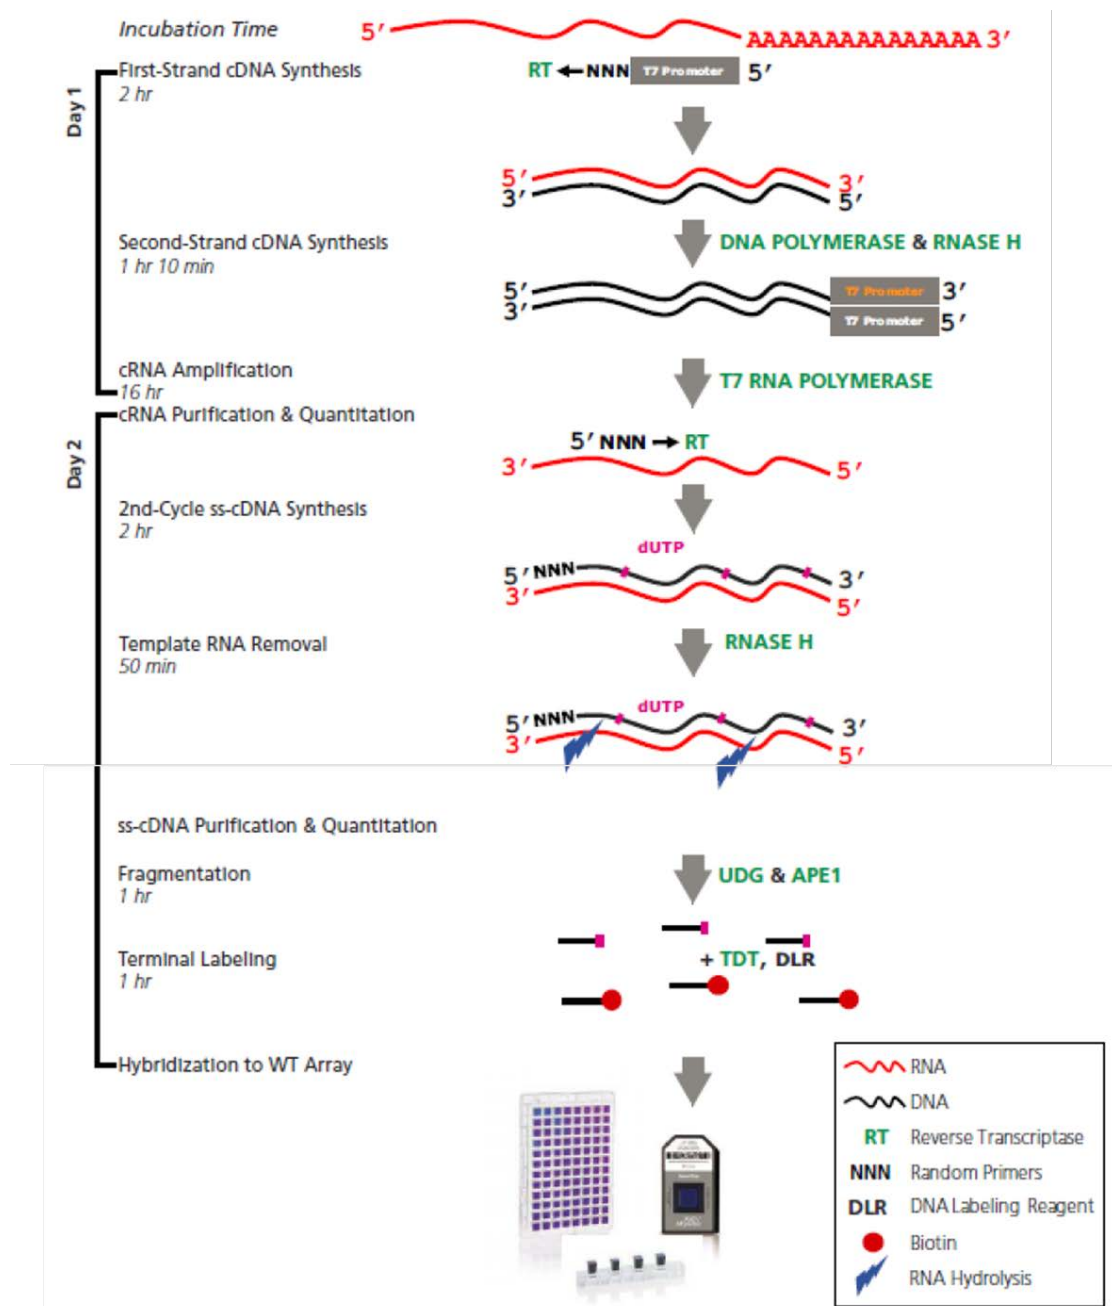 Incubation Time
5′ AAAAAAAAAAAAAAA 3′
Day 1
First-Strand cDNA Synthesis
2 hr
RT NNN T7 Promoter 5′
5′ 3′
3′ 5′
Second-Strand cDNA Synthesis
1 hr 10 min
DNA POLYMERASE & RNASE H
5′ T7 Promoter 3′
3′ T7 Promoter 5′
cRNA Amplification
16 hr
T7 RNA POLYMERASE
Day 2
cRNA Purification & Quantitation
5′ NNN RT
3′ 5′
2nd-Cycle ss-cDNA Synthesis
2 hr
dUTP
5′ NNN 3′
3′ 5′
Template RNA Removal
50 min
RNASE H
dUTP
5′ NNN 3′
3′ 5′
ss-cDNA Purification & Quantitation
Fragmentation
1 hr
UDG & APE1
Terminal Labeling
1 hr
+ TDT, DLR
Hybridization to WT Array
RNA
DNA
RT Reverse Transcriptase
NNN Random Primers
DLR DNA Labeling Reagent
Biotin
RNA Hydrolysis